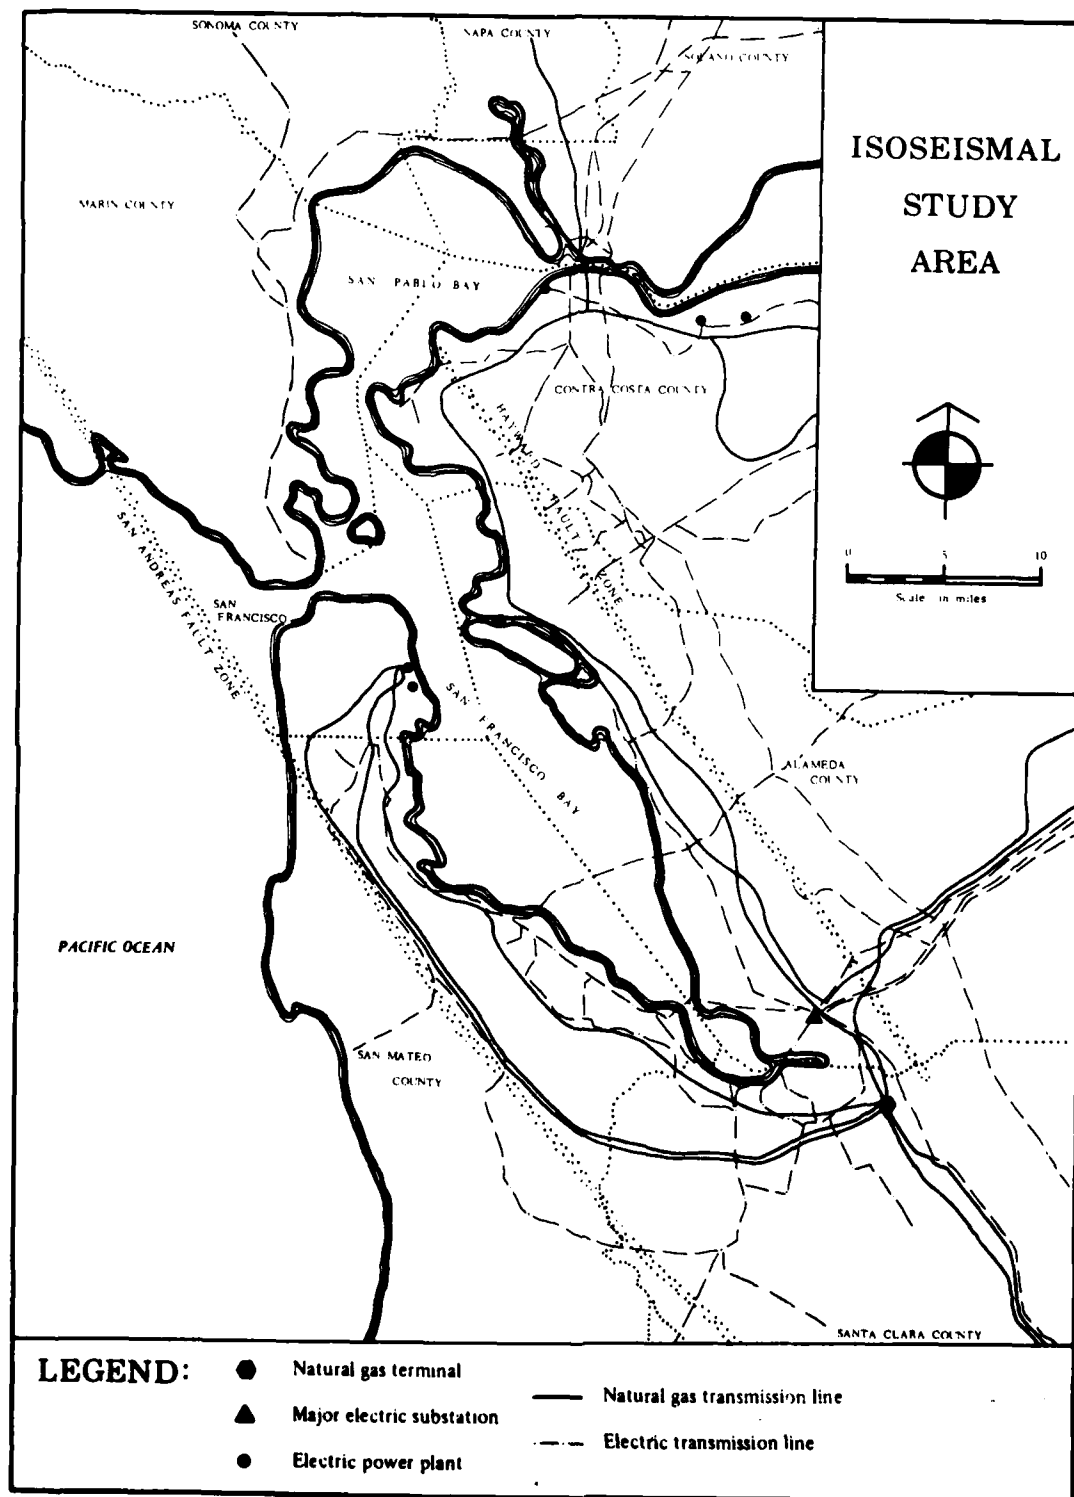 SONOMA COUNTY
NAPA COUNTY
SOLANO COUNTY
ISOSEISMAL
STUDY
AREA
MARIN COUNTY
SAN PABLO BAY
CONTRA COSTA COUNTY
HAYWARD FAULT ZONE
0 5 10
Scale in miles
SAN ANDREAS FAULT ZONE
SAN
FRANCISCO
SAN FRANCISCO BAY
ALAMEDA
COUNTY
PACIFIC OCEAN
SAN MATEO
COUNTY
SANTA CLARA COUNTY
LEGEND:
Natural gas terminal
Major electric substation
Electric power plant
Natural gas transmission line
Electric transmission line